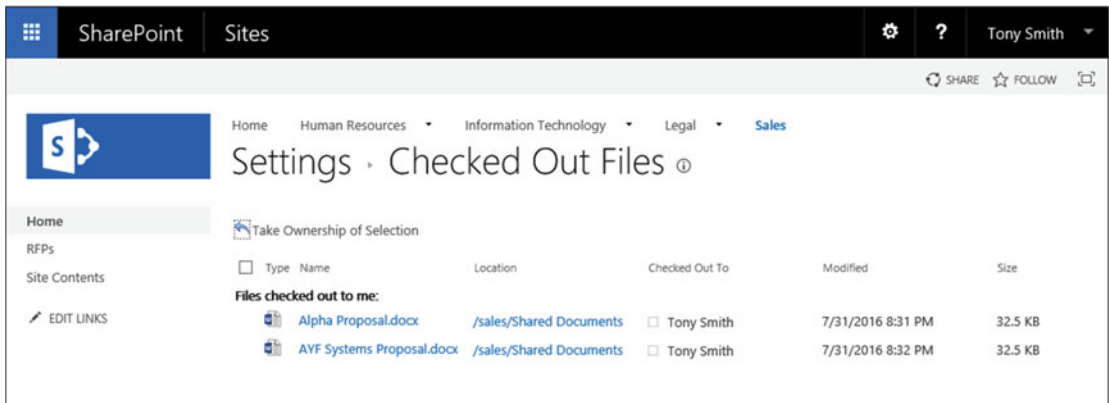 SharePoint Sites ? Tony Smith
SHARE FOLLOW
S
Home Human Resources Information Technology Legal Sales
Settings Checked Out Files
Home
RFPs
Site Contents
EDIT LINKS
Take Ownership of Selection
Type Name Location Checked Out To Modified Size
Files checked out to me:
Alpha Proposal.docx /sales/Shared Documents Tony Smith 7/31/2016 8:31 PM 32.5 KB
AYF Systems Proposal.docx /sales/Shared Documents Tony Smith 7/31/2016 8:32 PM 32.5 KB